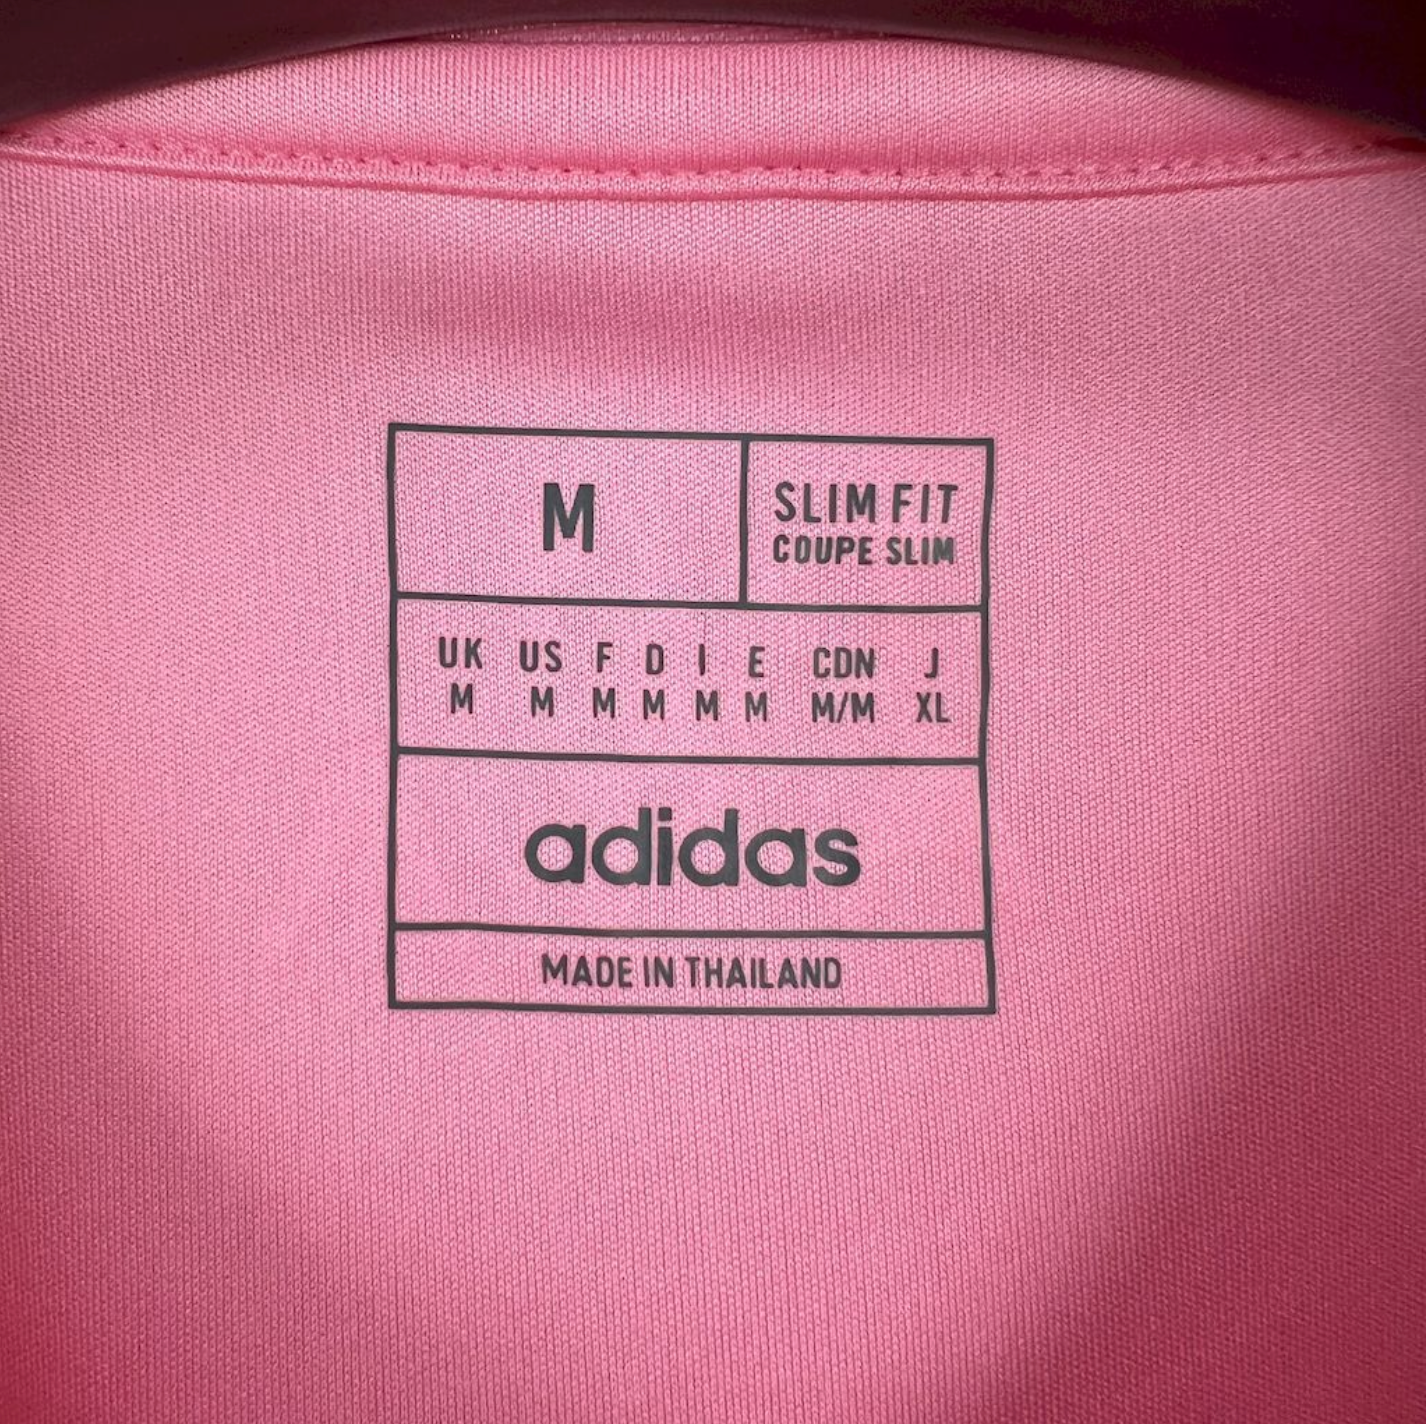 M
SLIM FIT
COUPE SLIM
UK US F D I E CDN J
M M M M M M M/M XL
adidas
MADE IN THAILAND